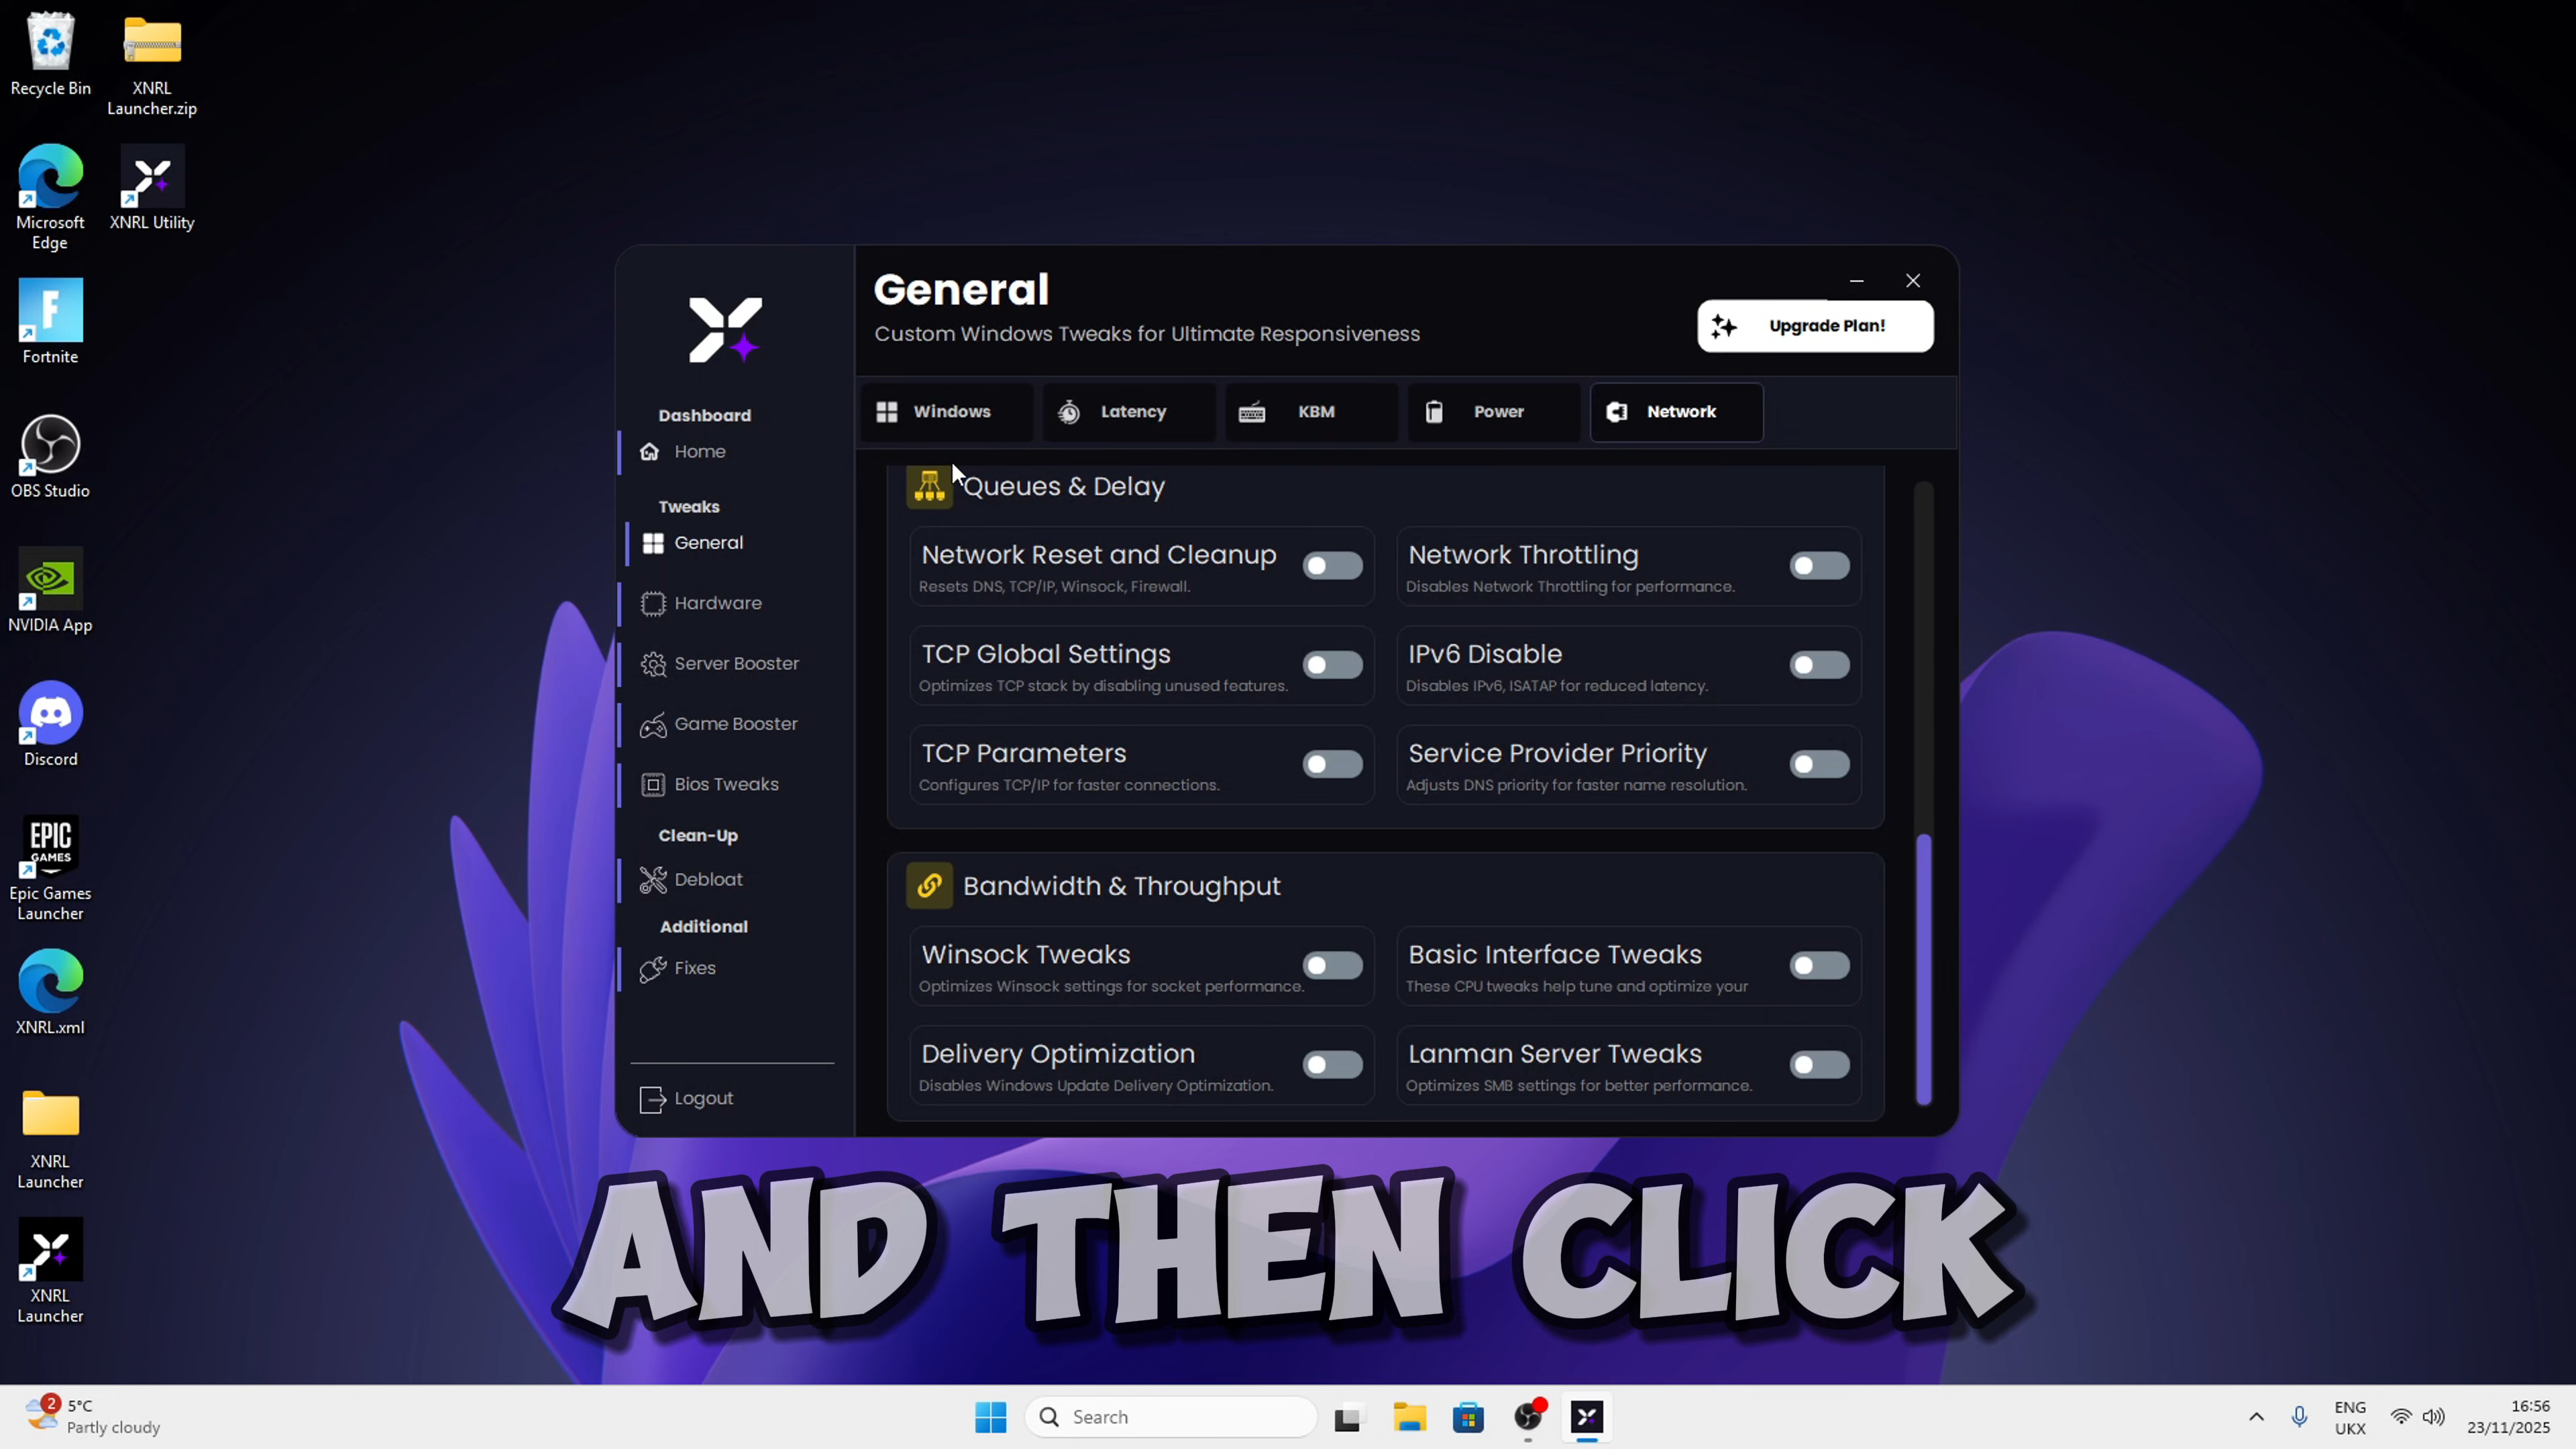 Recycle Bin
XNRL
Launcher.zip
Microsoft
Edge
XNRL Utility
Fortnite
OBS Studio
NVIDIA App
Discord
EPIC
GAMES
Epic Games
Launcher
XNRL.xml
XNRL
Launcher
XNRL
Launcher
Dashboard
Home
Tweaks
General
Hardware
Server Booster
Game Booster
Bios Tweaks
Clean-Up
Debloat
Additional
Fixes
Logout
General
Custom Windows Tweaks for Ultimate Responsiveness
Upgrade Plan!
Windows
Latency
KBM
Power
Network
Queues & Delay
Network Reset and Cleanup
Resets DNS, TCP/IP, Winsock, Firewall.
Network Throttling
Disables Network Throttling for performance.
TCP Global Settings
Optimizes TCP stack by disabling unused features.
IPv6 Disable
Disables IPv6, ISATAP for reduced latency.
TCP Parameters
Configures TCP/IP for faster connections.
Service Provider Priority
Adjusts DNS priority for faster name resolution.
Bandwidth & Throughput
Winsock Tweaks
Optimizes Winsock settings for socket performance.
Basic Interface Tweaks
These CPU tweaks help tune and optimize your
Delivery Optimization
Disables Windows Update Delivery Optimization.
Lanman Server Tweaks
Optimizes SMB settings for better performance.
AND THEN CLICK
2
5°C
Partly cloudy
Search
ENG
UKX
16:56
23/11/2025